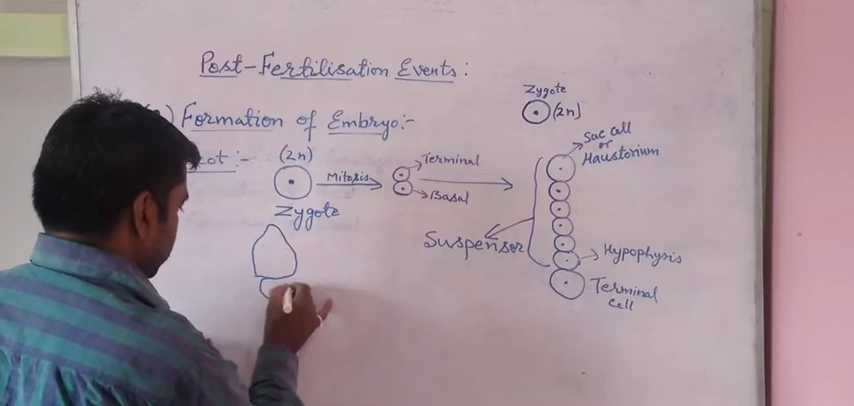 Post-Fertilisation Events:
) Formation of Embryo:-
cot:-
(2n)
Zygote
Mitosis
Terminal
Basal
Zygote
(2n)
Sac cell
or
Haustorium
Suspensor
Hypophysis
Terminal
cell